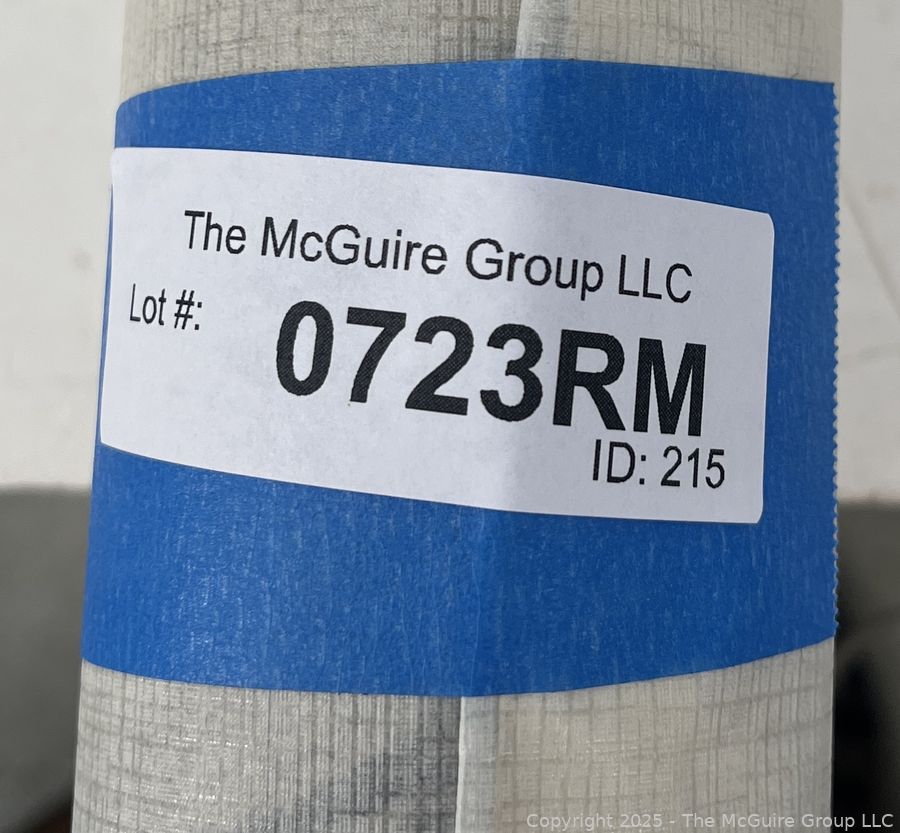 The McGuire Group LLC
Lot #:
0723RM
ID: 215
Copyright 2025 - The McGuire Group LLC